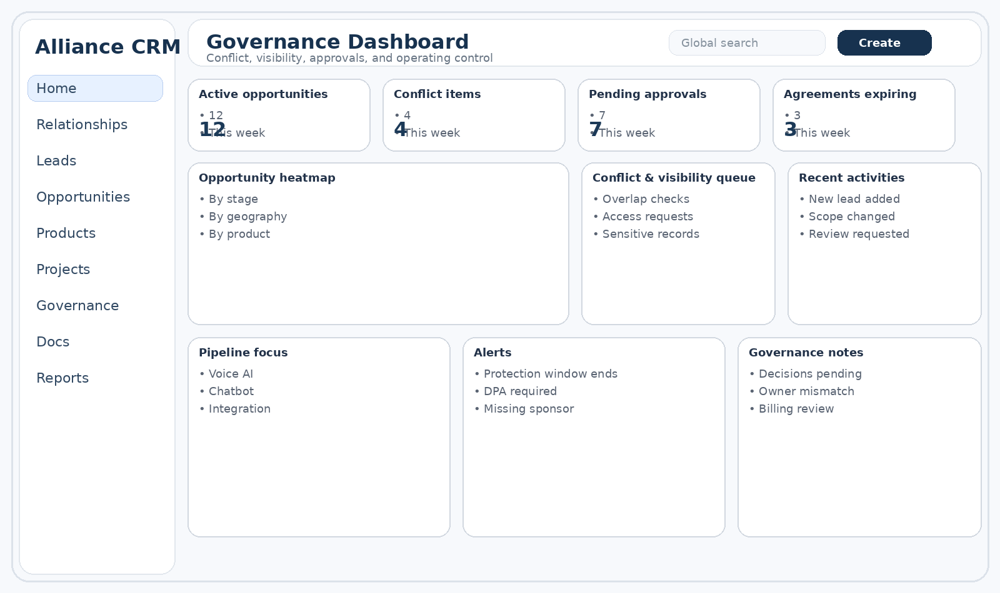 Alliance CRM
Home
Relationships
Leads
Opportunities
Products
Projects
Governance
Docs
Reports
Governance Dashboard
Conflict, visibility, approvals, and operating control
Global search
Create
Active opportunities
• 12
12
• This week
Conflict items
• 4
4
• This week
Pending approvals
• 7
7
• This week
Agreements expiring
• 3
3
• This week
Opportunity heatmap
• By stage
• By geography
• By product
Conflict & visibility queue
• Overlap checks
• Access requests
• Sensitive records
Recent activities
• New lead added
• Scope changed
• Review requested
Pipeline focus
• Voice AI
• Chatbot
• Integration
Alerts
• Protection window ends
• DPA required
• Missing sponsor
Governance notes
• Decisions pending
• Owner mismatch
• Billing review